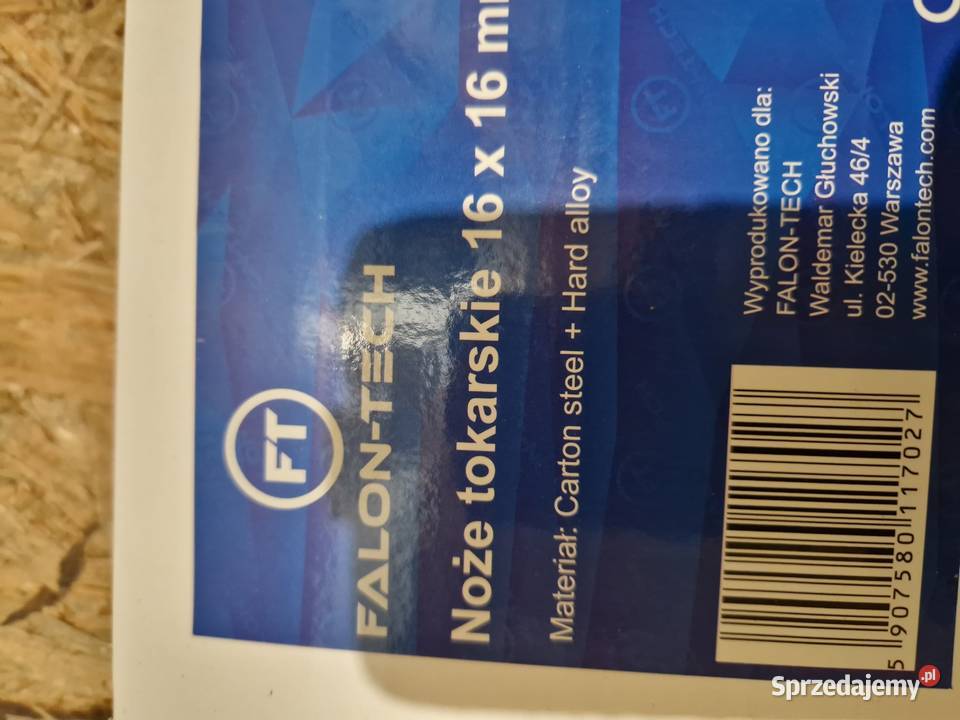 FT
FALON-TECH
Noże tokarskie 16 x 16 m
Materiał: Carton steel + Hard alloy
Wyprodukowano dla:
FALON-TECH
Waldemar Głuchowski
ul. Kielecka 46/4
02-530 Warszawa
www.falontech.com
5 907580 117027
Sprzedajemy.pl